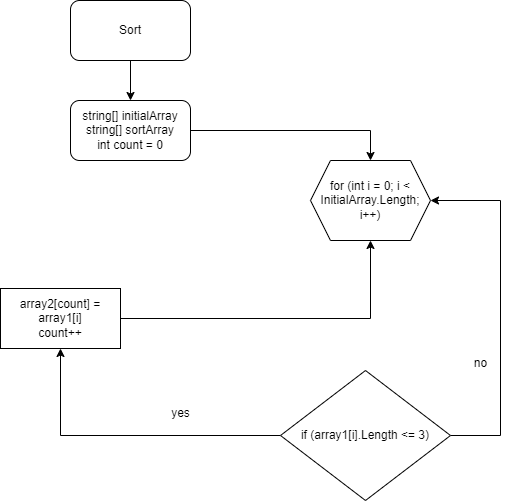 Sort
string[] initialArray
string[] sortArray
int count = 0
for (int i = 0; i <
InitialArray.Length;
i++)
array2[count] =
array1[i]
count++
no
yes
if (array1[i].Length <= 3)